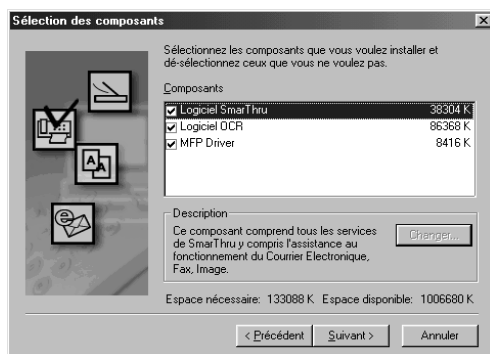 Sélection des composants
Sélectionnez les composants que vous voulez installer et
dé-sélectionnez ceux que vous ne voulez pas.
Composants
Logiciel SmarThru 38304 K
Logiciel OCR 86368 K
MFP Driver 8416 K
Description
Ce composant comprend tous les services
de SmarThru y compris l'assistance au
fonctionnement du Courrier Electronique,
Fax, Image.
Changer...
Espace nécessaire: 133088 K Espace disponible: 1006680 K
< Précédent Suivant > Annuler